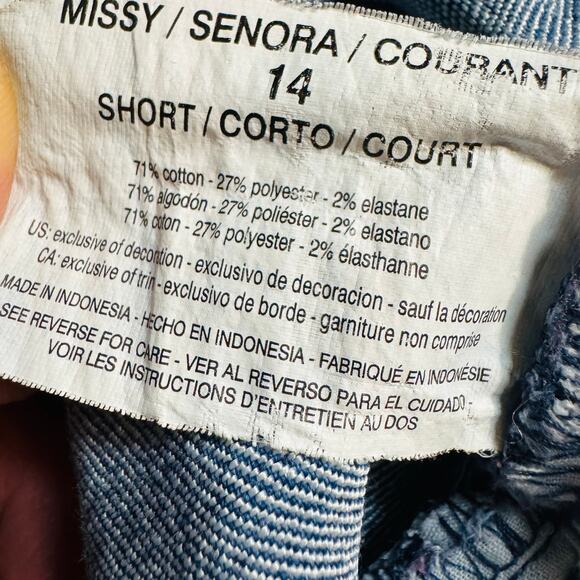 MISSY / SENORA / COURANT
14
SHORT / CORTO / COURT
71% cotton - 27% polyester - 2% elastane
71% algodón - 27% poliéster - 2% elastano
71% coton - 27% polyester - 2% élasthanne
US: exclusive of decortion - exclusivo de decoracion - sauf la décoration
CA: exclusive of trin - exclusivo de borde - garniture non comprise
MADE IN INDONESIA - HECHO EN INDONESIA - FABRIQUÉ EN INDONÉSIE
SEE REVERSE FOR CARE - VER AL REVERSO PARA EL CUIDADO -
VOIR LES INSTRUCTIONS D'ENTRETIEN AU DOS